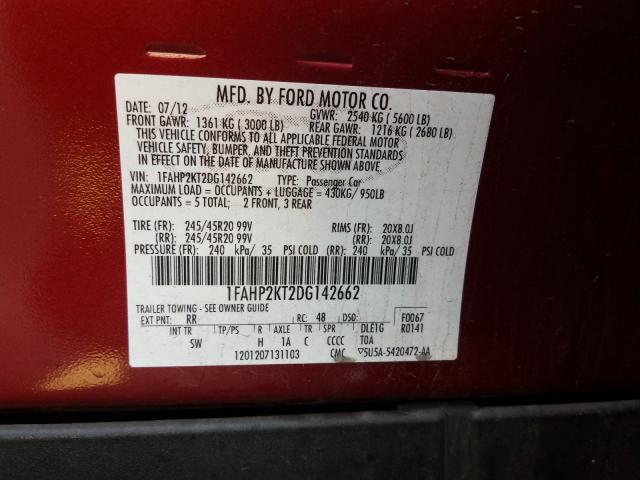 MFD. BY FORD MOTOR CO.
DATE: 07/12 GVWR: 2540 KG ( 5600 LB)
FRONT GAWR: 1361 KG ( 3000 LB) REAR GAWR: 1216 KG ( 2680 LB)
THIS VEHICLE CONFORMS TO ALL APPLICABLE FEDERAL MOTOR
VEHICLE SAFETY, BUMPER, AND THEFT PREVENTION STANDARDS
IN EFFECT ON THE DATE OF MANUFACTURE SHOWN ABOVE.
VIN: 1FAHP2KT2DG142662 TYPE: Passenger Car
MAXIMUM LOAD = OCCUPANTS + LUGGAGE = 430KG/ 950LB
OCCUPANTS = 5 TOTAL; 2 FRONT, 3 REAR
TIRE (FR): 245/45R20 99V RIMS (FR): 20X8.0J
(RR): 245/45R20 99V (RR): 20X8.0J
PRESSURE (FR): 240 kPa/ 35 PSI COLD (RR): 240 kPa/ 35 PSI COLD
1FAHP2KT2DG142662
TRAILER TOWING - SEE OWNER GUIDE
EXT PNT: RR RC: 48 DSO: F0067
INT TR TP/PS R AXLE TR SPR DLE1G R0141
SW H 1A C CCCC T0A
1201207131103 CMC ▽5U5A-5420472-AA